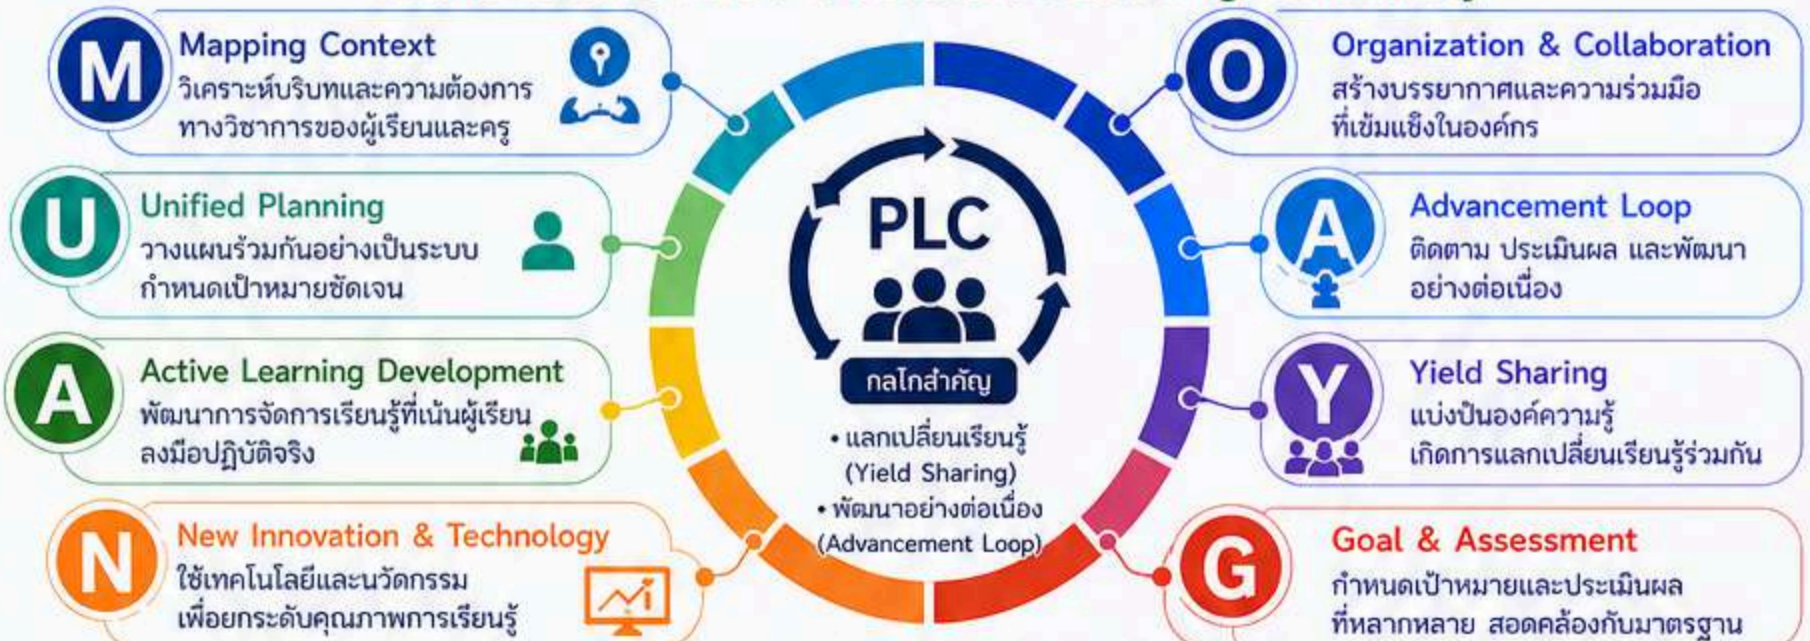 M
Mapping Context
วิเคราะห์บริบทและความต้องการ
ทางวิชาการของผู้เรียนและครู
U
Unified Planning
วางแผนร่วมกันอย่างเป็นระบบ
กำหนดเป้าหมายชัดเจน
A
Active Learning Development
พัฒนาการจัดการเรียนรู้ที่เน้นผู้เรียน
ลงมือปฏิบัติจริง
N
New Innovation & Technology
ใช้เทคโนโลยีและนวัตกรรม
เพื่อยกระดับคุณภาพการเรียนรู้
PLC
กลไกสำคัญ
• แลกเปลี่ยนเรียนรู้
(Yield Sharing)
• พัฒนาอย่างต่อเนื่อง
(Advancement Loop)
O
Organization & Collaboration
สร้างบรรยากาศและความร่วมมือ
ที่เข้มแข็งในองค์กร
A
Advancement Loop
ติดตาม ประเมินผล และพัฒนา
อย่างต่อเนื่อง
Y
Yield Sharing
แบ่งปันองค์ความรู้
เกิดการแลกเปลี่ยนเรียนรู้ร่วมกัน
G
Goal & Assessment
กำหนดเป้าหมายและประเมินผล
ที่หลากหลาย สอดคล้องกับมาตรฐาน